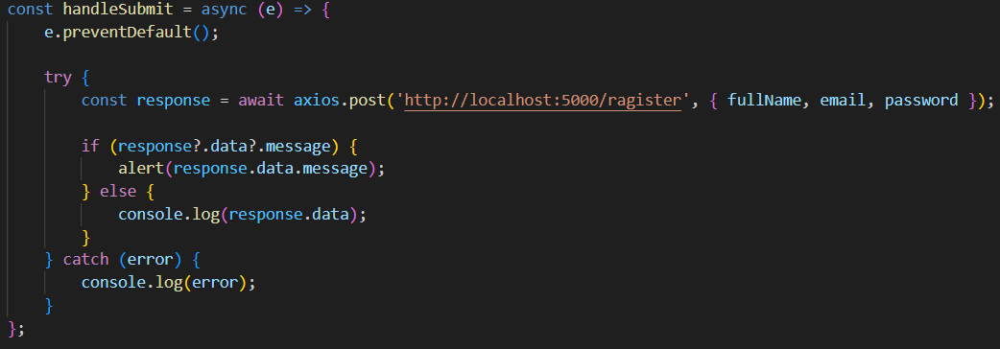 const handleSubmit = async (e) => {
    e.preventDefault();

    try {
        const response = await axios.post('http://localhost:5000/ragister', { fullName, email, password });

        if (response?.data?.message) {
            alert(response.data.message);
        } else {
            console.log(response.data);
        }
    } catch (error) {
        console.log(error);
    }
};